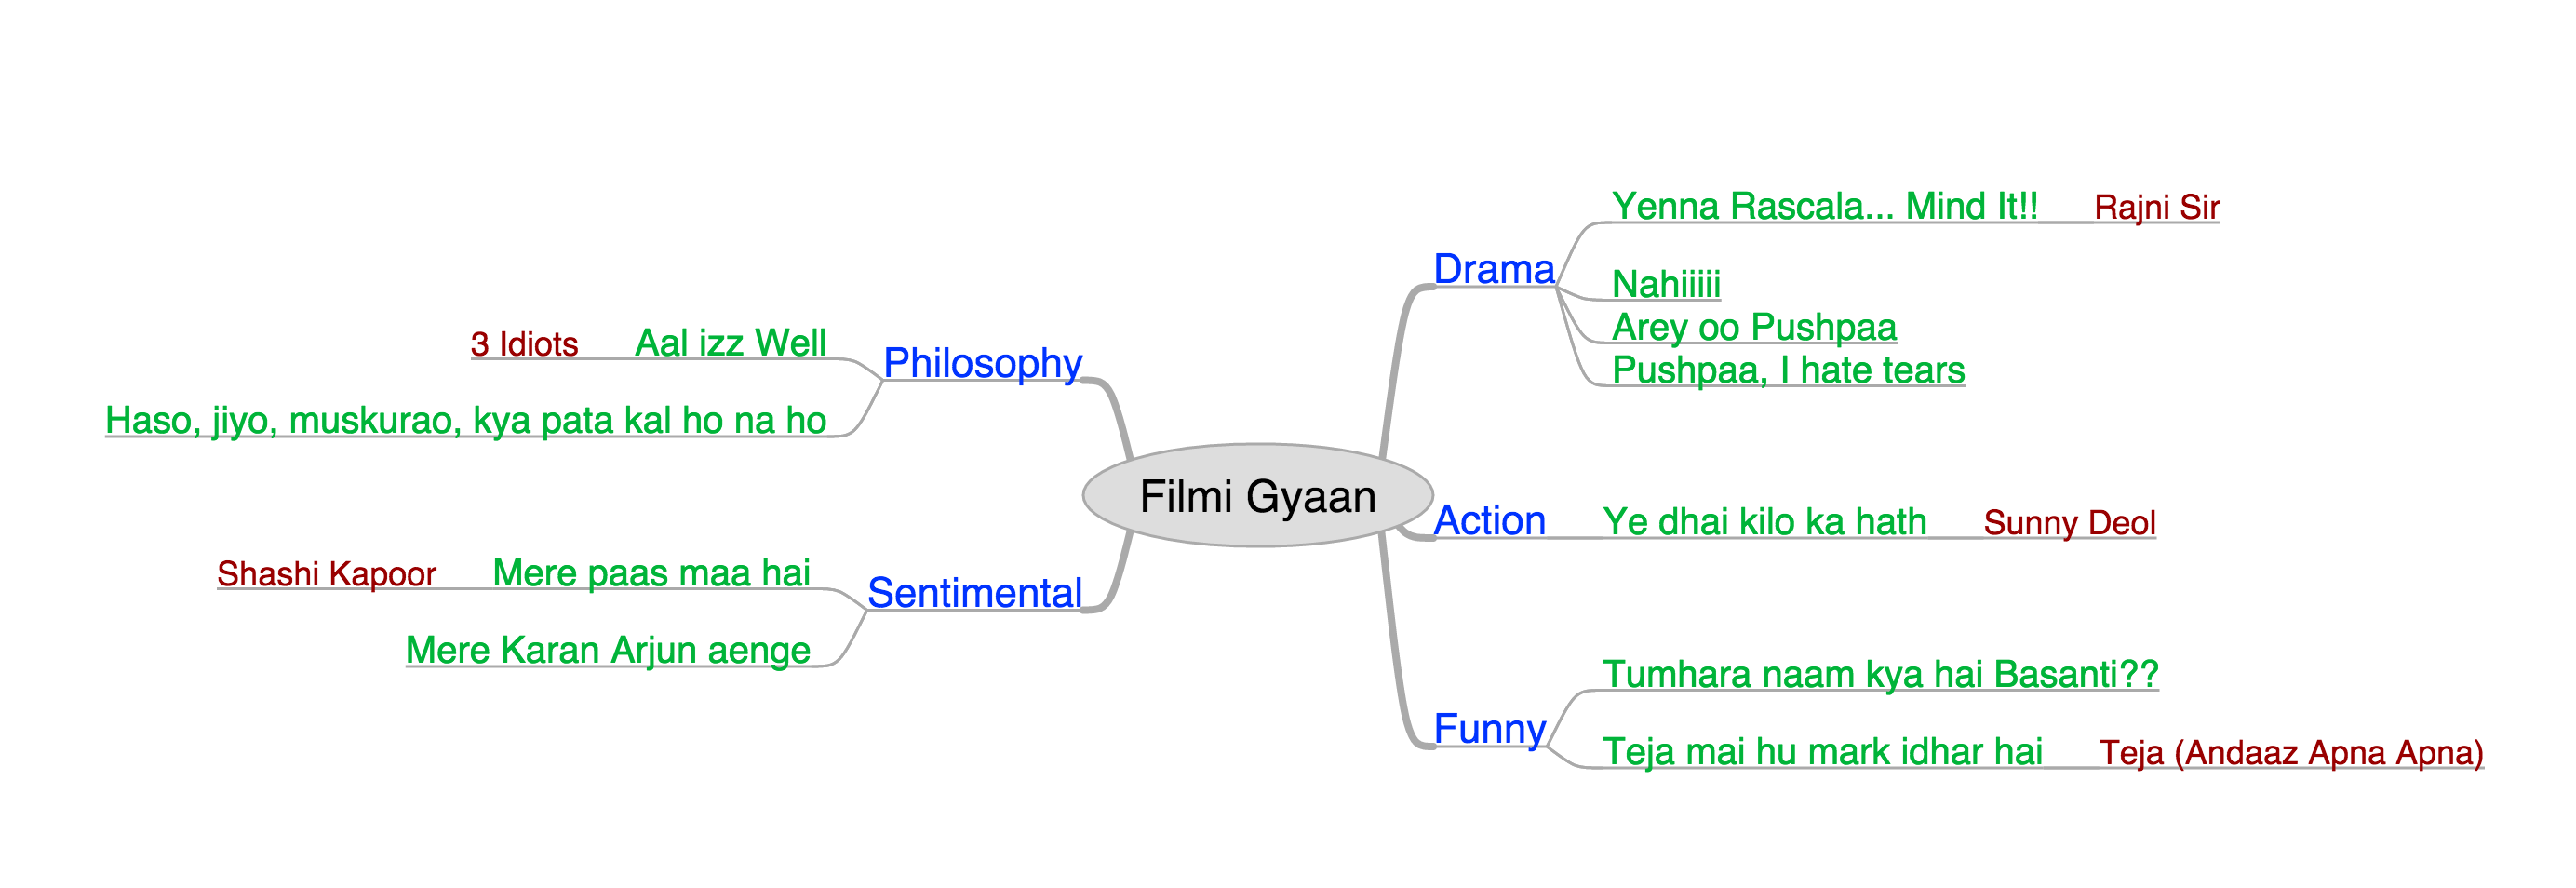 Filmi Gyaan
Philosophy
3 Idiots Aal izz Well
Haso, jiyo, muskurao, kya pata kal ho na ho
Sentimental
Shashi Kapoor Mere paas maa hai
Mere Karan Arjun aenge
Drama
Yenna Rascala... Mind It!! Rajni Sir
Nahiiiii
Arey oo Pushpaa
Pushpaa, I hate tears
Action Ye dhai kilo ka hath Sunny Deol
Funny
Tumhara naam kya hai Basanti??
Teja mai hu mark idhar hai Teja (Andaaz Apna Apna)